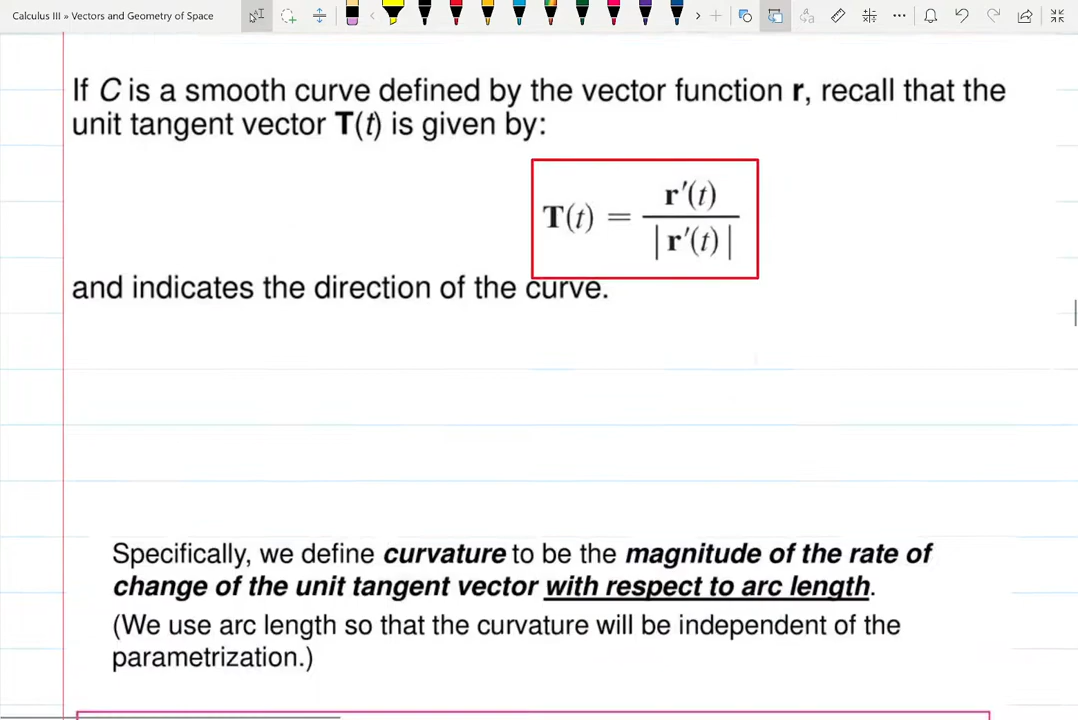 Calculus III » Vectors and Geometry of Space
If C is a smooth curve defined by the vector function r, recall that the
unit tangent vector T(t) is given by:
T(t) = r′(t) / |r′(t)|
and indicates the direction of the curve.
Specifically, we define curvature to be the magnitude of the rate of
change of the unit tangent vector with respect to arc length.
(We use arc length so that the curvature will be independent of the
parametrization.)